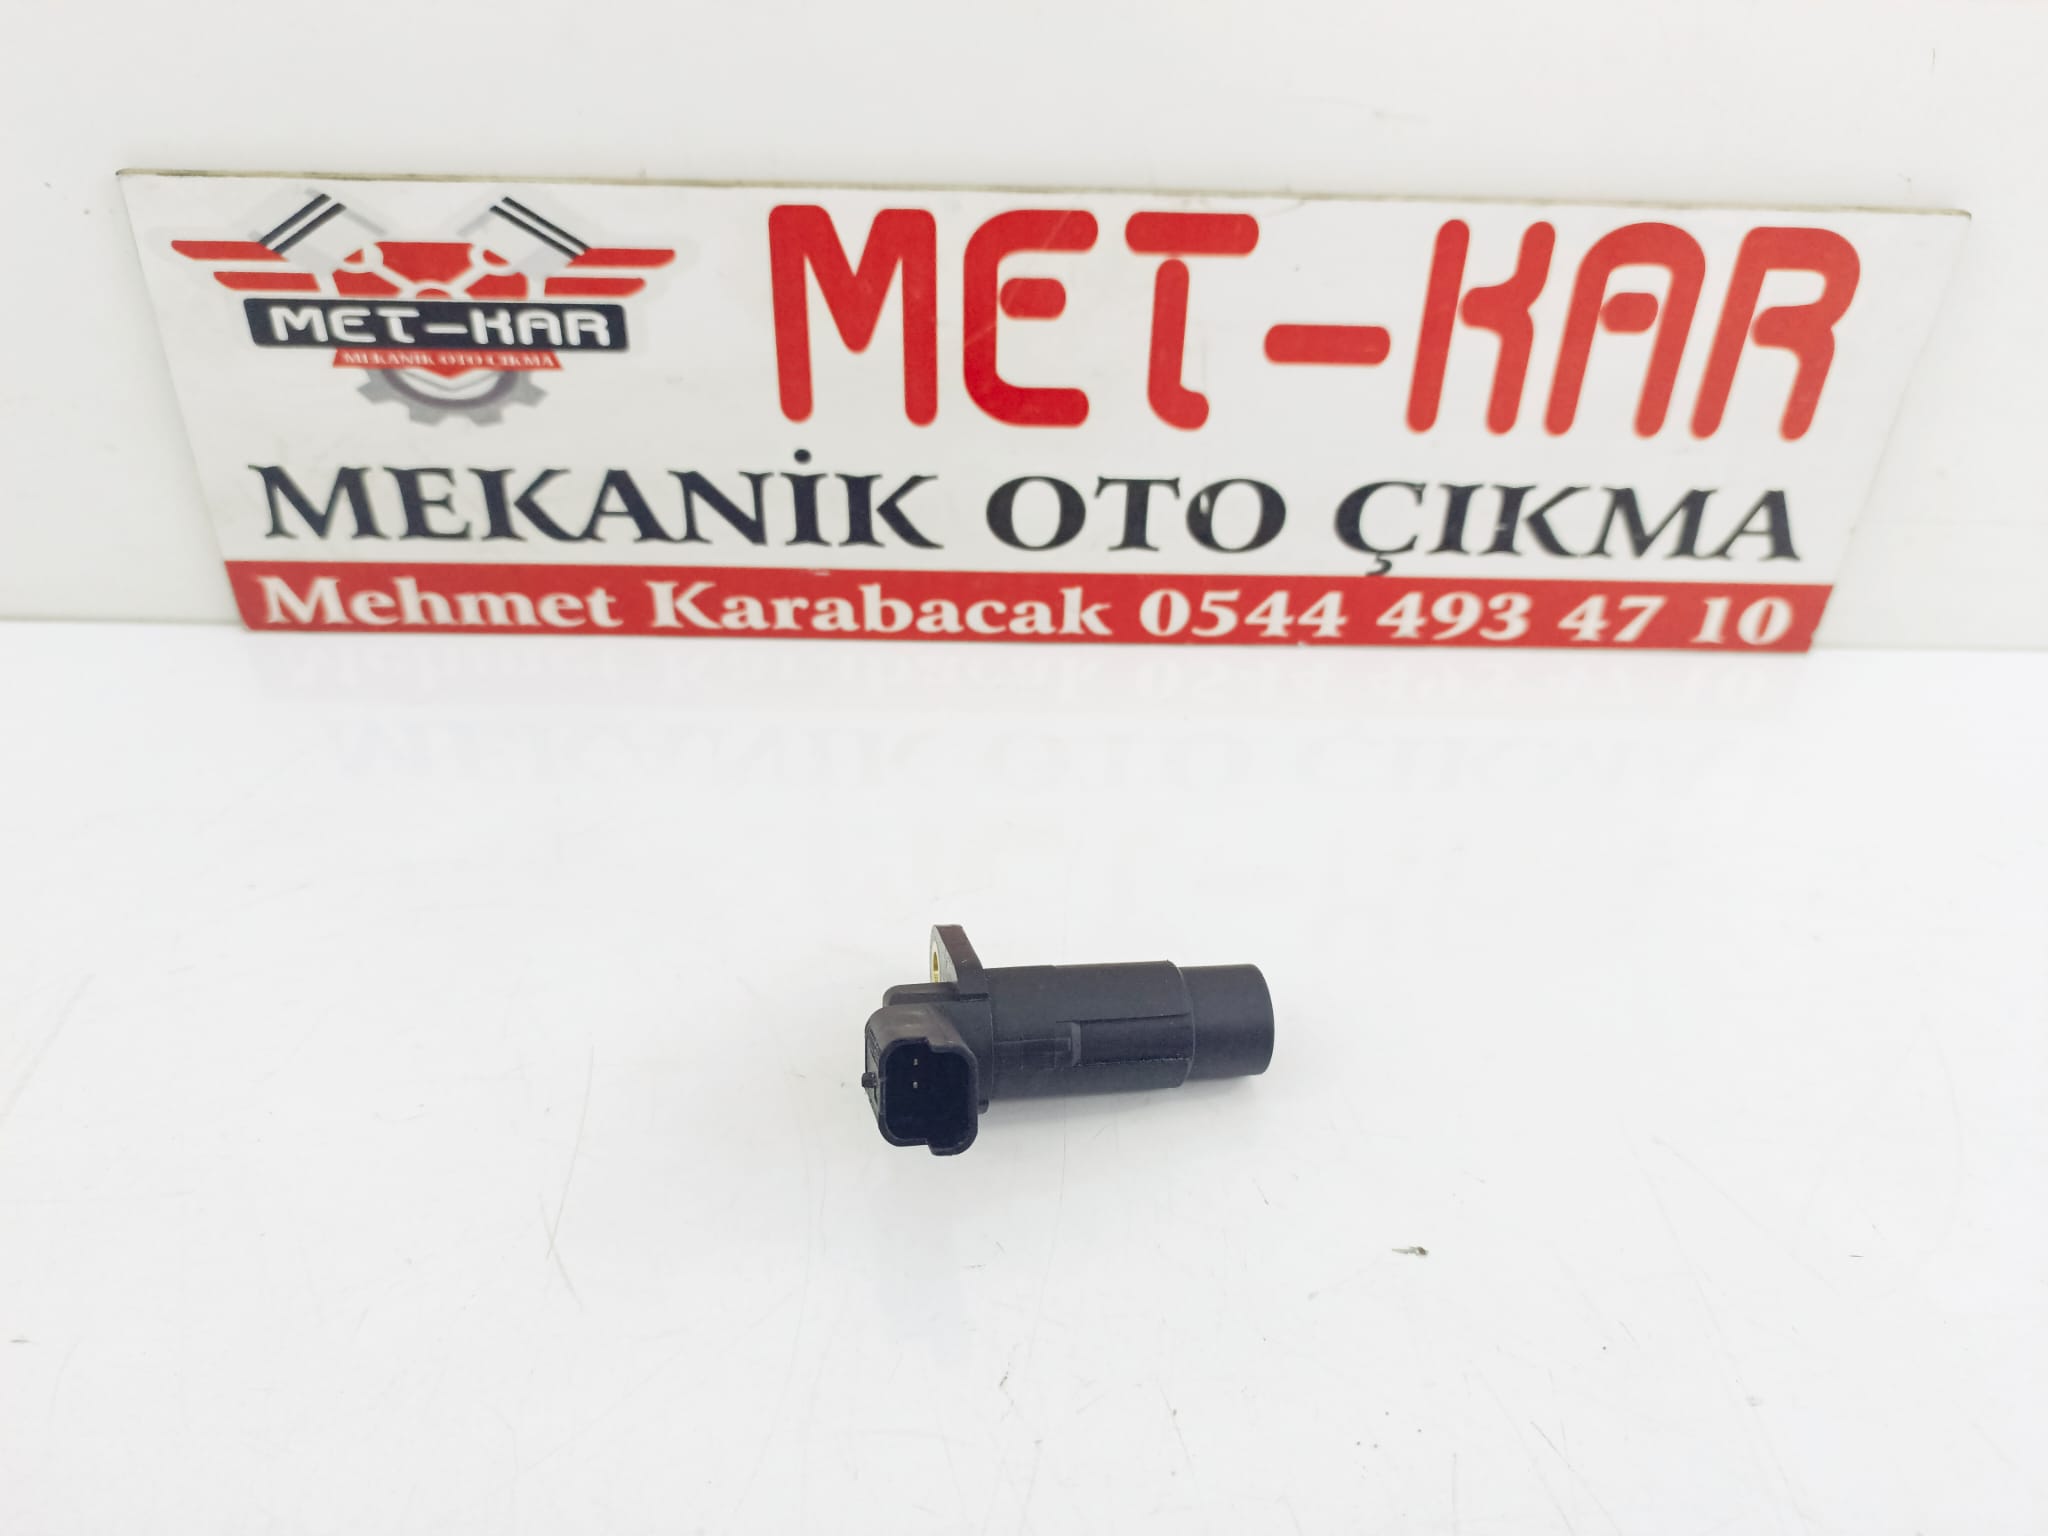 MET-KAR
MEKANİK OTO ÇIKMA
MET-KAR
MEKANİK OTO ÇIKMA
Mehmet Karabacak 0544 493 47 10